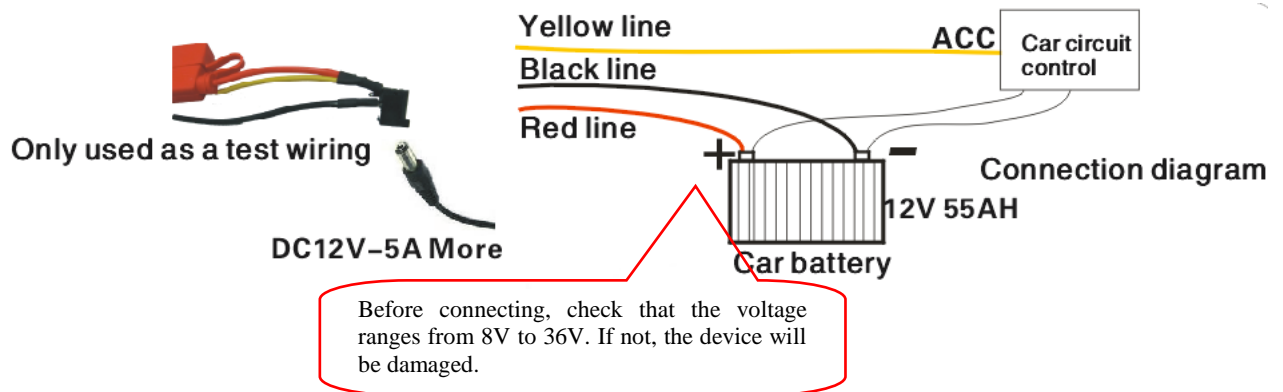 Yellow line
ACC
Car circuit
control
Black line
Red line
Only used as a test wiring
+
-
Connection diagram
12V 55AH
DC12V-5A More
Car battery
Before connecting, check that the voltage
ranges from 8V to 36V. If not, the device will
be damaged.